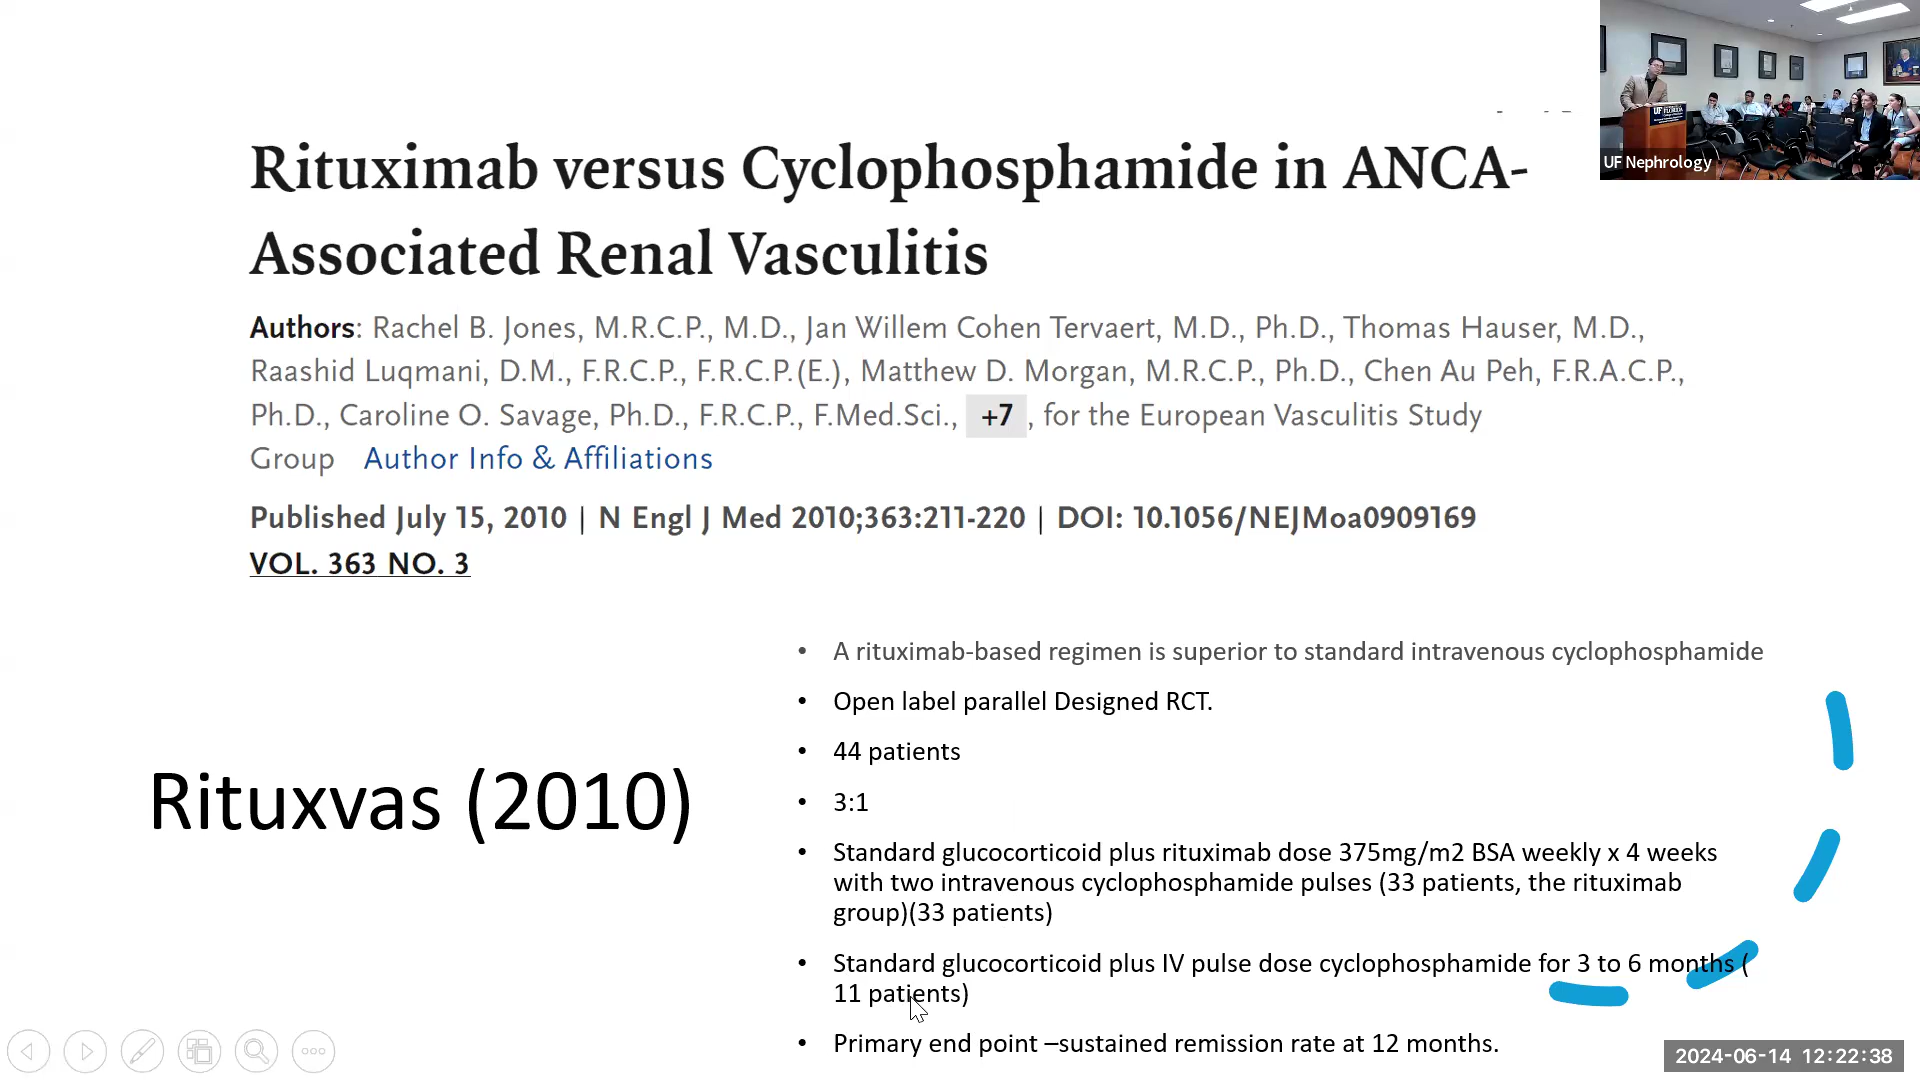 Rituximab versus Cyclophosphamide in ANCA-
Associated Renal Vasculitis
Authors: Rachel B. Jones, M.R.C.P., M.D., Jan Willem Cohen Tervaert, M.D., Ph.D., Thomas Hauser, M.D.,
Raashid Luqmani, D.M., F.R.C.P., F.R.C.P.(E.), Matthew D. Morgan, M.R.C.P., Ph.D., Chen Au Peh, F.R.A.C.P.,
Ph.D., Caroline O. Savage, Ph.D., F.R.C.P., F.Med.Sci., +7, for the European Vasculitis Study
Group Author Info & Affiliations
Published July 15, 2010 | N Engl J Med 2010;363:211-220 | DOI: 10.1056/NEJMoa0909169
VOL. 363 NO. 3
UF Nephrology
UF FLORIDA
Rituxvas (2010)
• A rituximab-based regimen is superior to standard intravenous cyclophosphamide
• Open label parallel Designed RCT.
• 44 patients
• 3:1
• Standard glucocorticoid plus rituximab dose 375mg/m2 BSA weekly x 4 weeks
with two intravenous cyclophosphamide pulses (33 patients, the rituximab
group)(33 patients)
• Standard glucocorticoid plus IV pulse dose cyclophosphamide for 3 to 6 months (
11 patients)
• Primary end point –sustained remission rate at 12 months.
2024-06-14 12:22:38